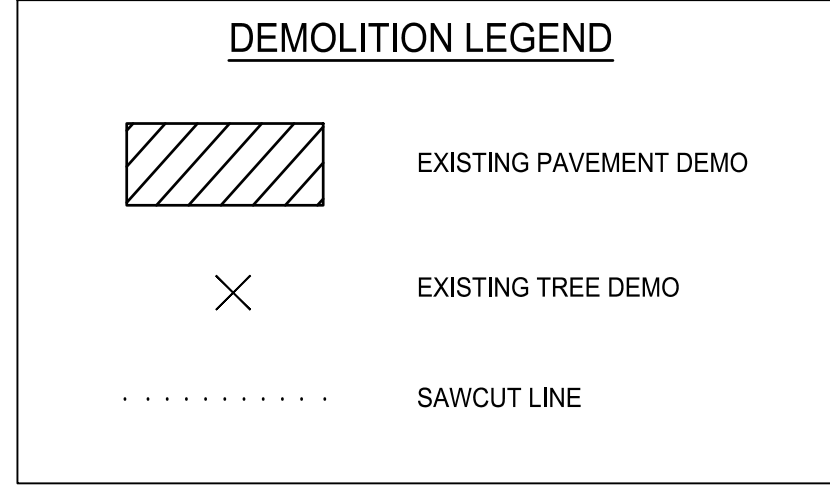 DEMOLITION LEGEND
EXISTING PAVEMENT DEMO
EXISTING TREE DEMO
SAWCUT LINE